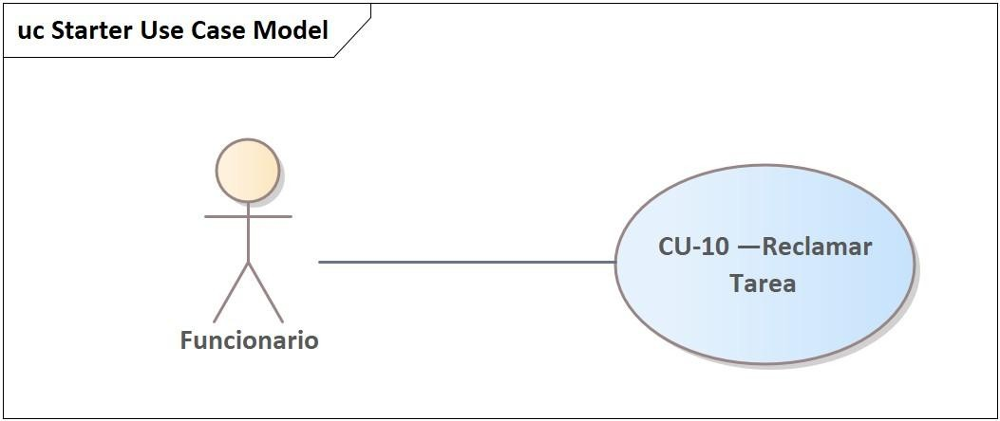 uc Starter Use Case Model
CU-10 —Reclamar
Tarea
Funcionario